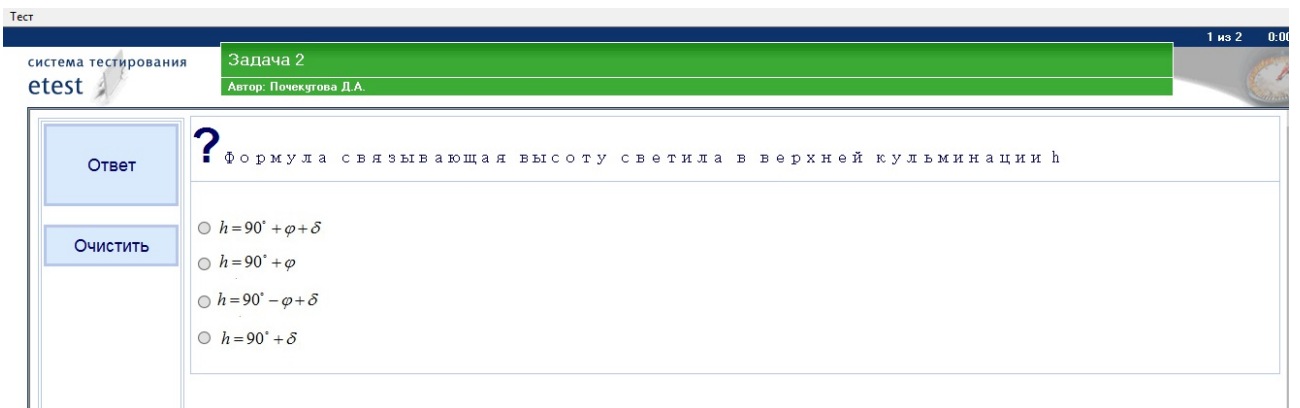 Тест
1 из 2 0:00
система тестирования
etest
Задача 2
Автор: Почекутова Д.А.
Ответ
Очистить
? Формула связывающая высоту светила в верхней кульминации h
h = 90° + φ + δ
h = 90° + φ
h = 90° − φ + δ
h = 90° + δ